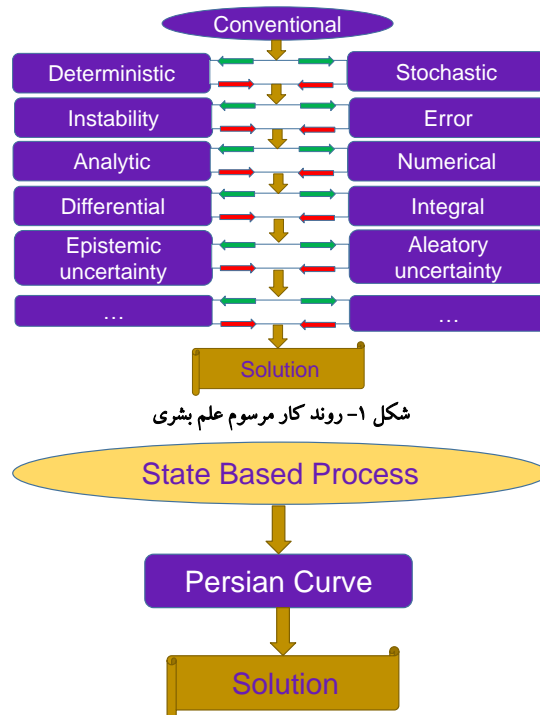 Conventional
Deterministic
Stochastic
Instability
Error
Analytic
Numerical
Differential
Integral
Epistemic
uncertainty
Aleatory
uncertainty
...
...
Solution
شکل ۱- روند کار مرسوم علم بشری
State Based Process
Persian Curve
Solution